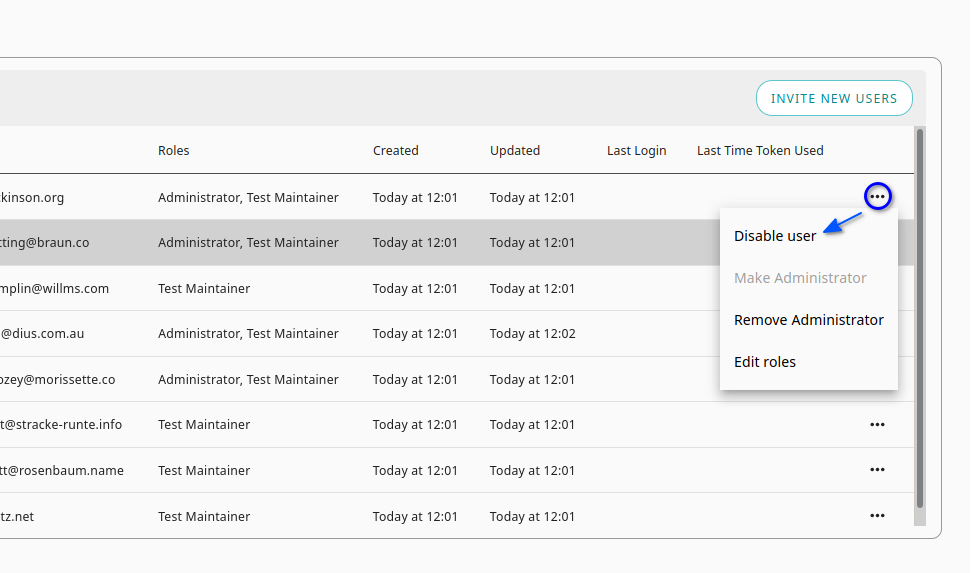 INVITE NEW USERS
Roles Created Updated Last Login Last Time Token Used
kinson.org Administrator, Test Maintainer Today at 12:01 Today at 12:01
tting@braun.co Administrator, Test Maintainer Today at 12:01 Today at 12:01
Disable user
Make Administrator
Remove Administrator
Edit roles
mplin@willms.com Test Maintainer Today at 12:01 Today at 12:01
@dius.com.au Administrator, Test Maintainer Today at 12:01 Today at 12:02
ozey@morissette.co Administrator, Test Maintainer Today at 12:01 Today at 12:01
t@stracke-runte.info Test Maintainer Today at 12:01 Today at 12:01
tt@rosenbaum.name Test Maintainer Today at 12:01 Today at 12:01
tz.net Test Maintainer Today at 12:01 Today at 12:01